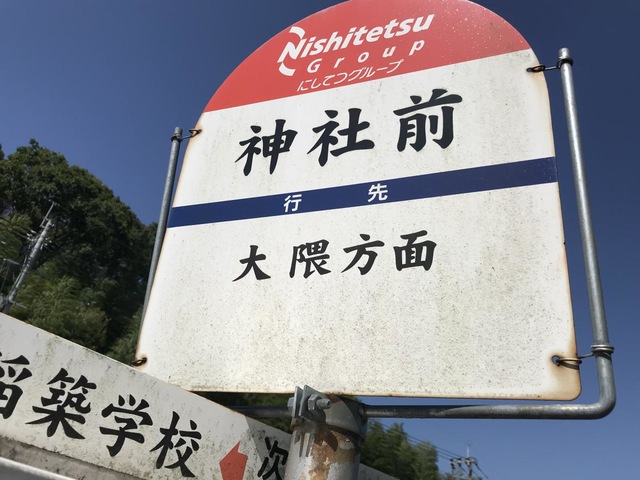 Nishitetsu
Group
にしてつグループ
神社前
行先
大隈方面
稲築学校
次